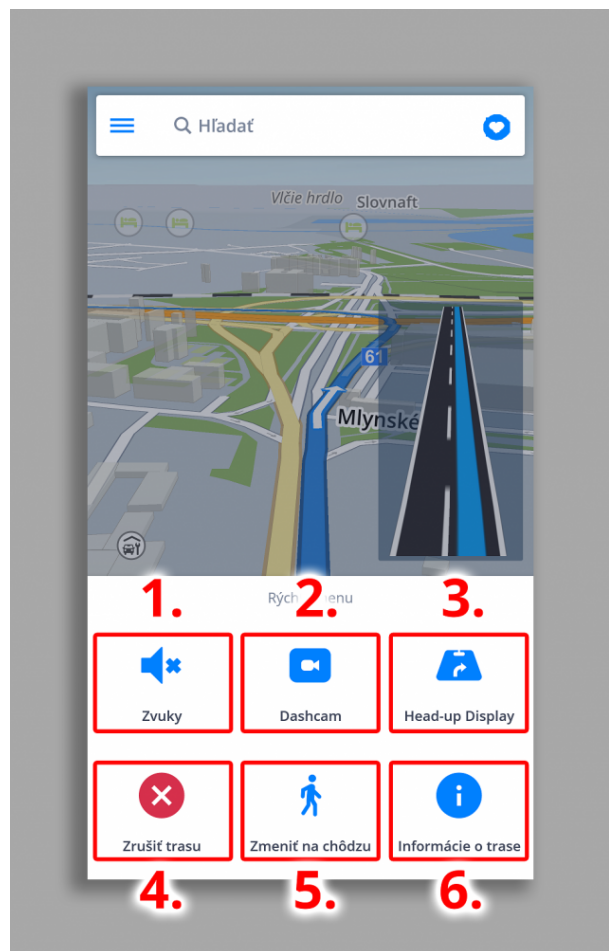 Hľadať
Vlčie hrdlo
Slovnaft
61
Mlynské
1.
2.
3.
Zvuky
Dashcam
Head-up Display
Zrušiť trasu
Zmeniť na chôdzu
Informácie o trase
4.
5.
6.